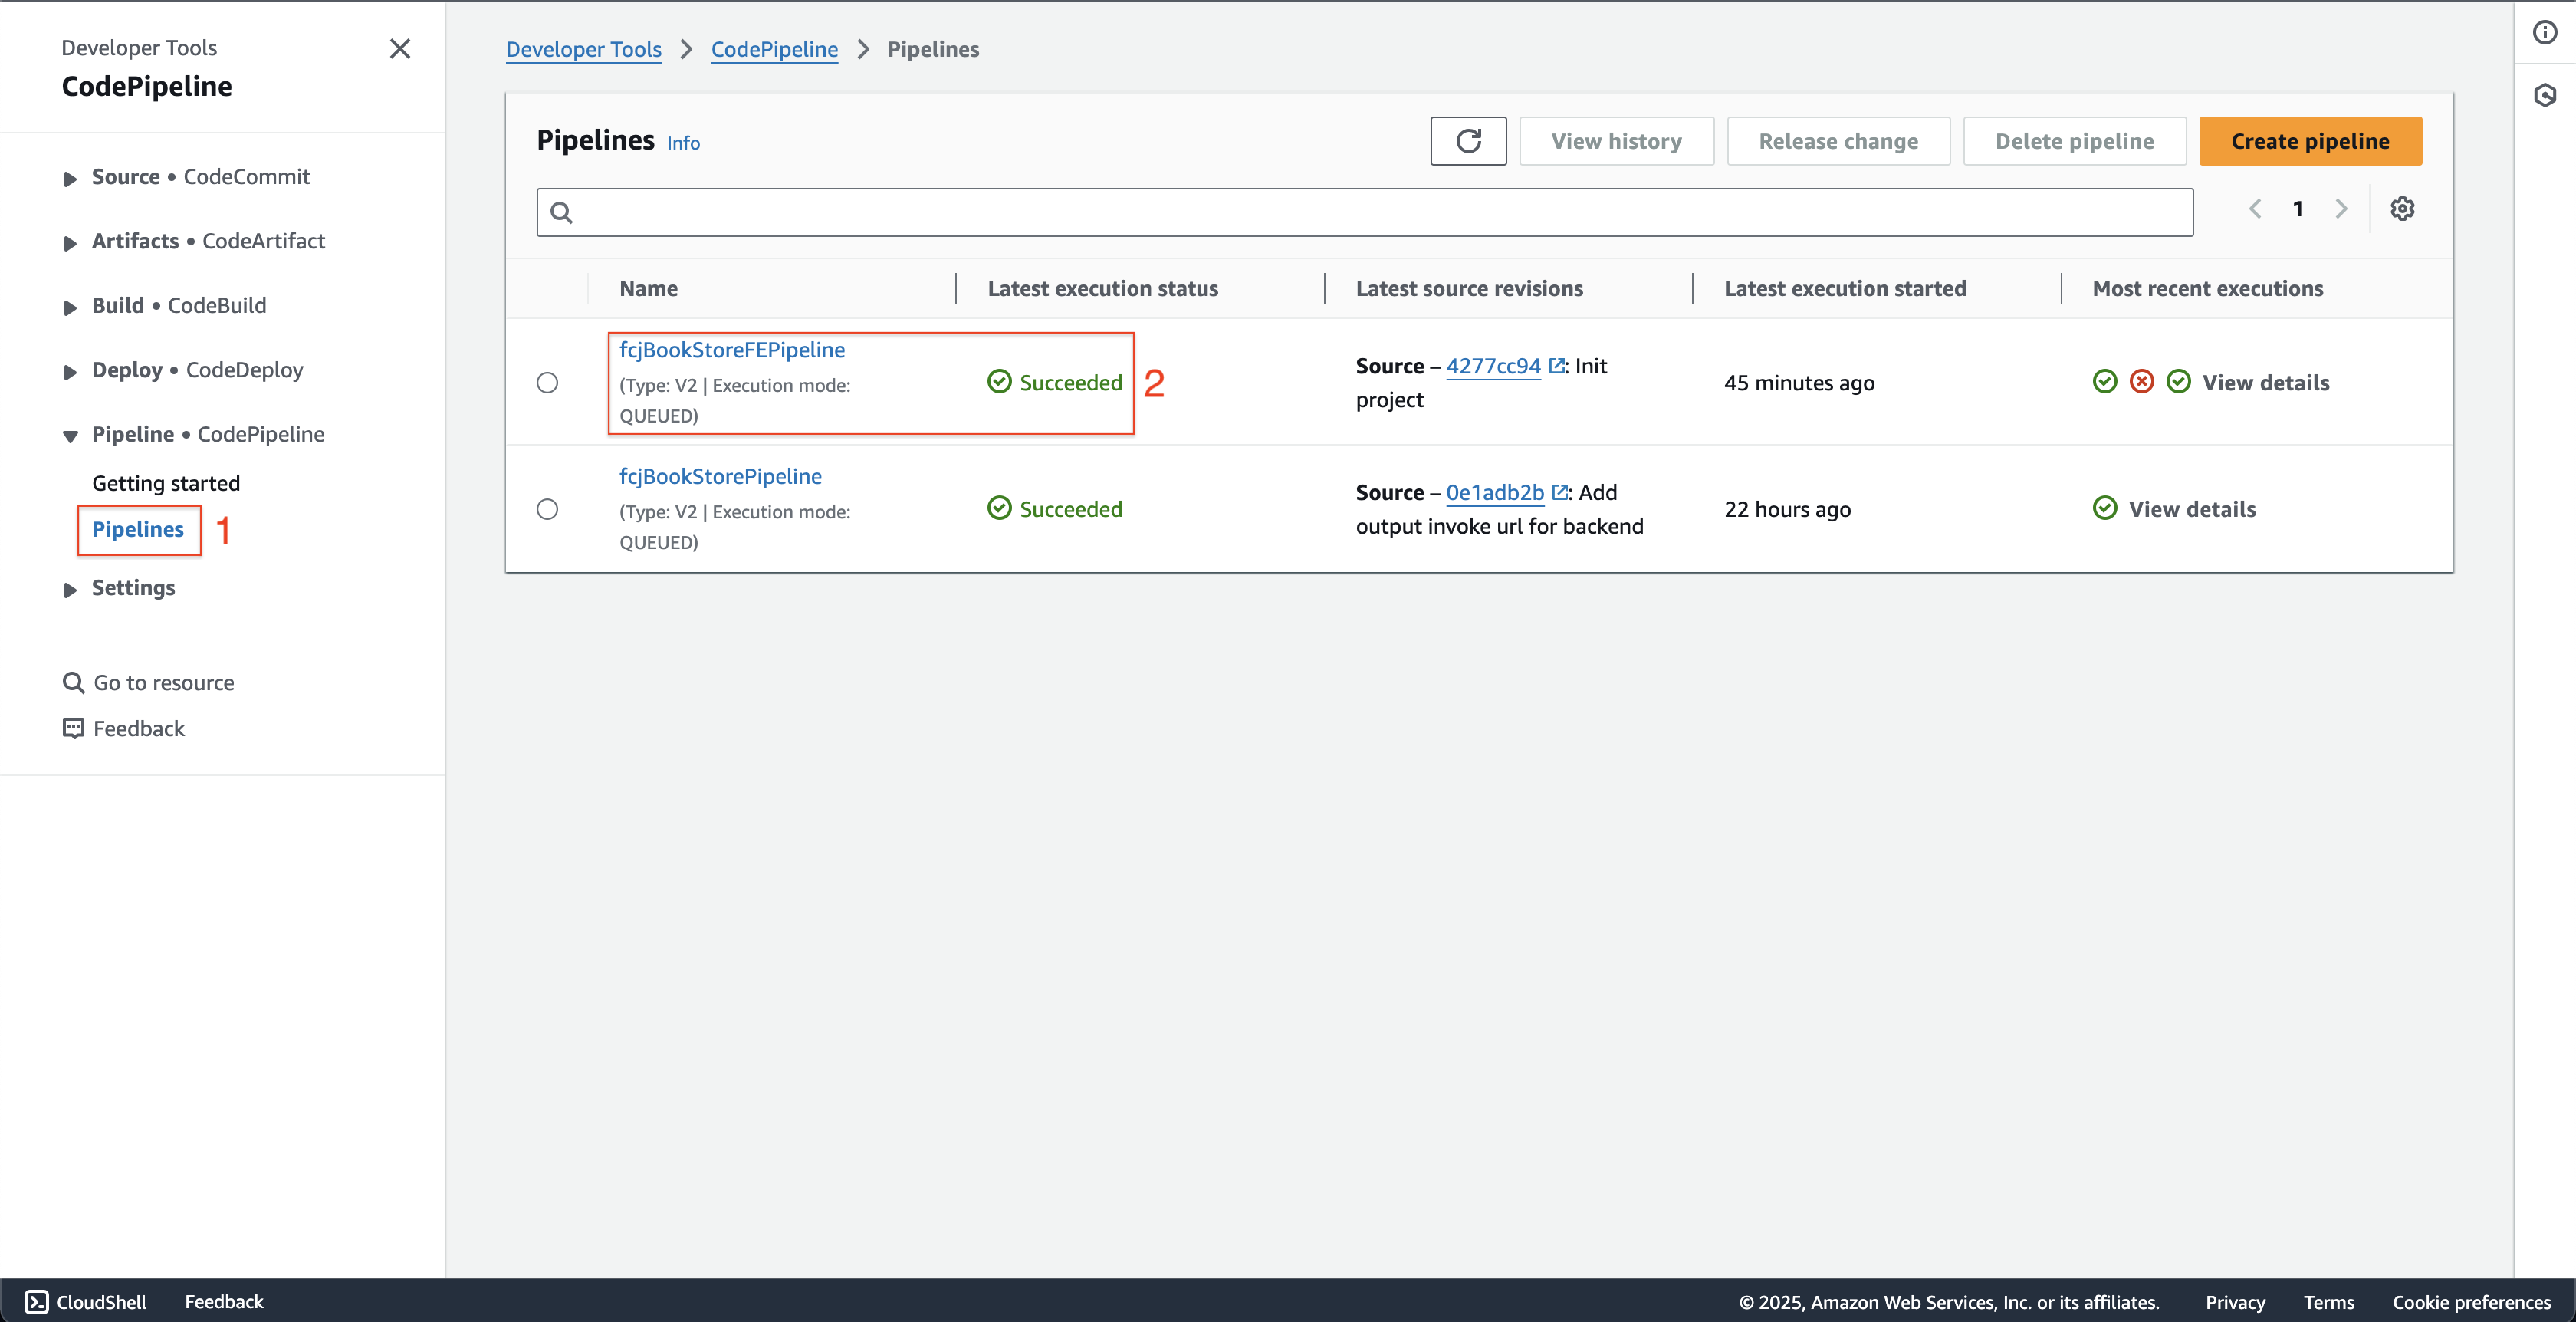 Developer Tools
CodePipeline
Source • CodeCommit
Artifacts • CodeArtifact
Build • CodeBuild
Deploy • CodeDeploy
Pipeline • CodePipeline
Getting started
Pipelines 1
Settings
Go to resource
Feedback
Developer Tools > CodePipeline > Pipelines
Pipelines Info
View history
Release change
Delete pipeline
Create pipeline
1
Name
Latest execution status
Latest source revisions
Latest execution started
Most recent executions
fcjBookStoreFEPipeline
(Type: V2 | Execution mode:
QUEUED)
Succeeded
2
Source – 4277cc94 : Init
project
45 minutes ago
View details
fcjBookStorePipeline
(Type: V2 | Execution mode:
QUEUED)
Succeeded
Source – 0e1adb2b : Add
output invoke url for backend
22 hours ago
View details
CloudShell
Feedback
© 2025, Amazon Web Services, Inc. or its affiliates.
Privacy
Terms
Cookie preferences